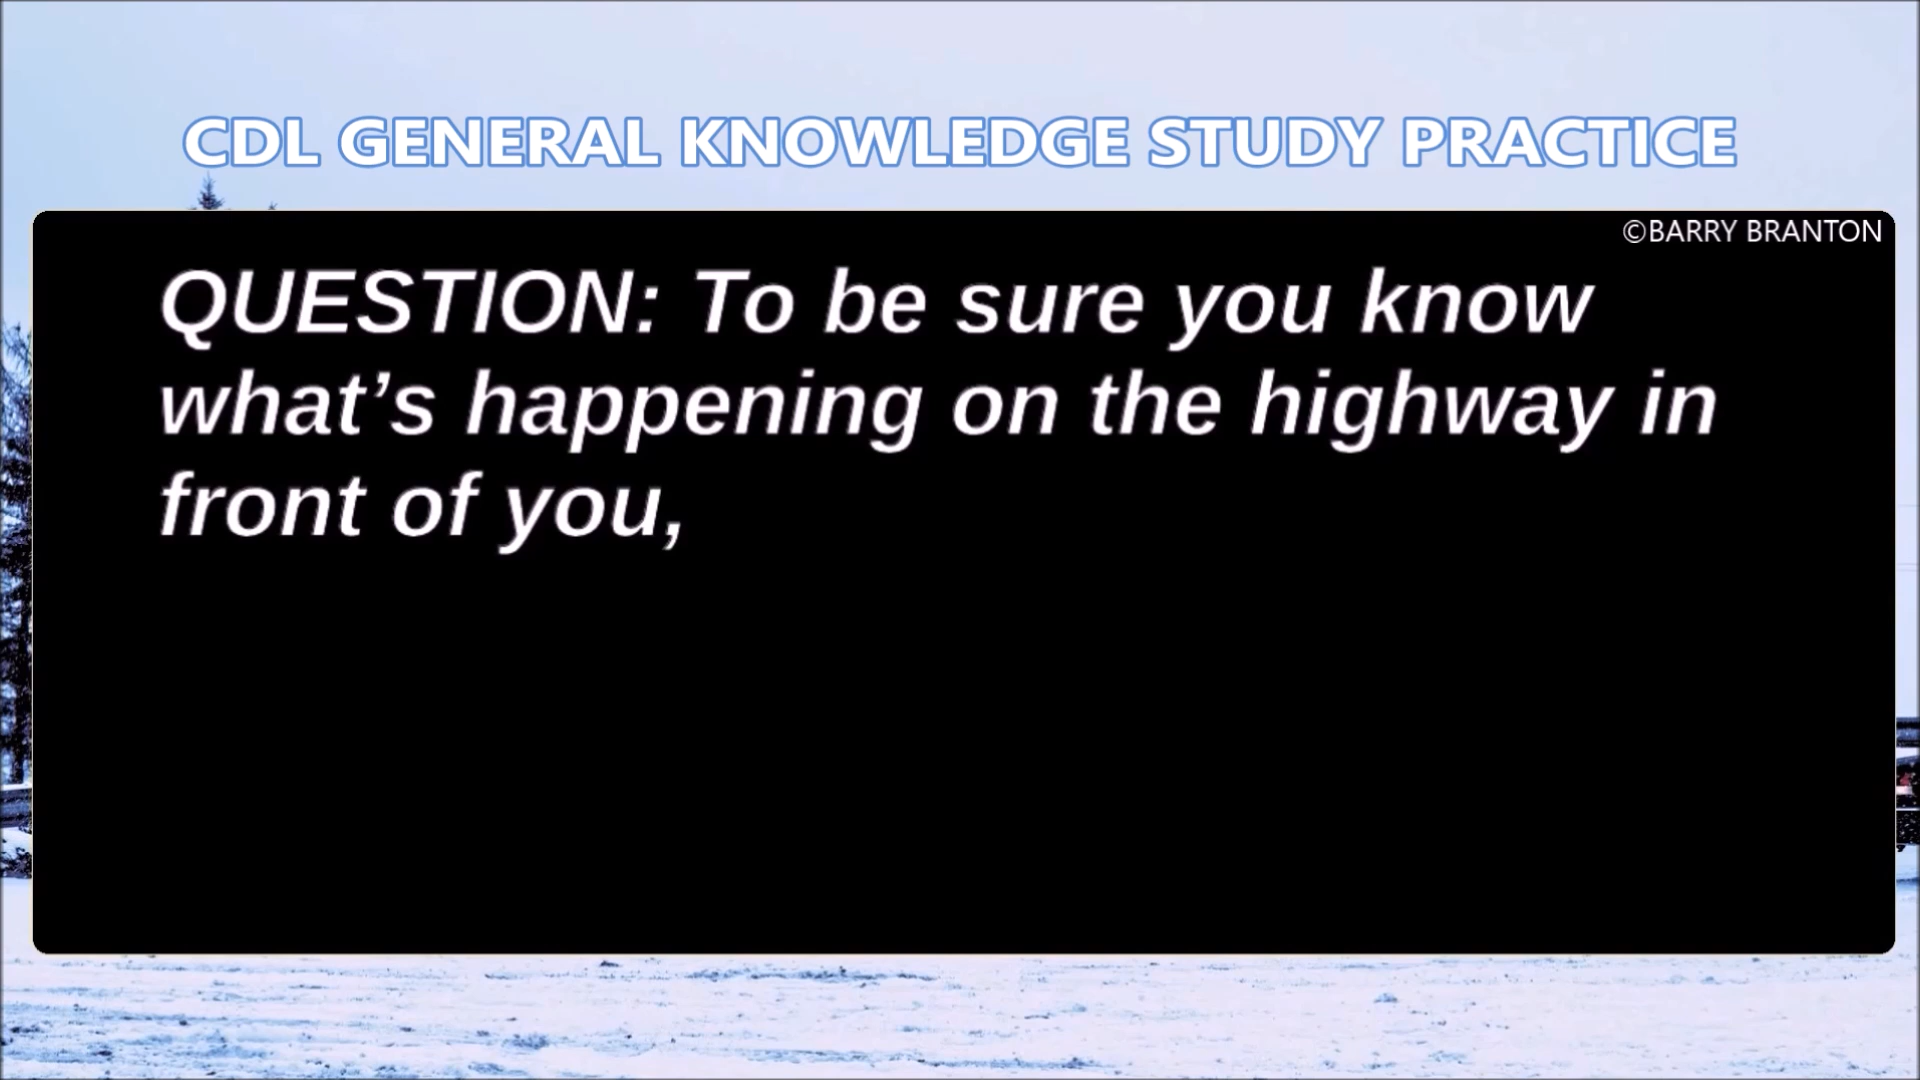 CDL GENERAL KNOWLEDGE STUDY PRACTICE
©BARRY BRANTON
QUESTION: To be sure you know
what’s happening on the highway in
front of you,